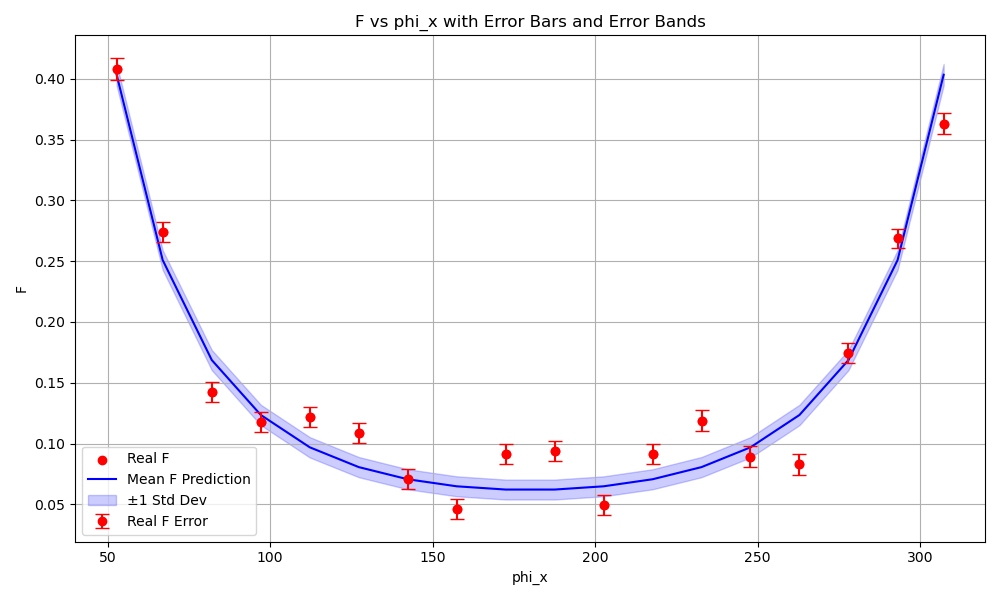 F vs phi_x with Error Bars and Error Bands
F
0.40
0.35
0.30
0.25
0.20
0.15
0.10
0.05
Real F
Mean F Prediction
±1 Std Dev
Real F Error
50 100 150 200 250 300
phi_x